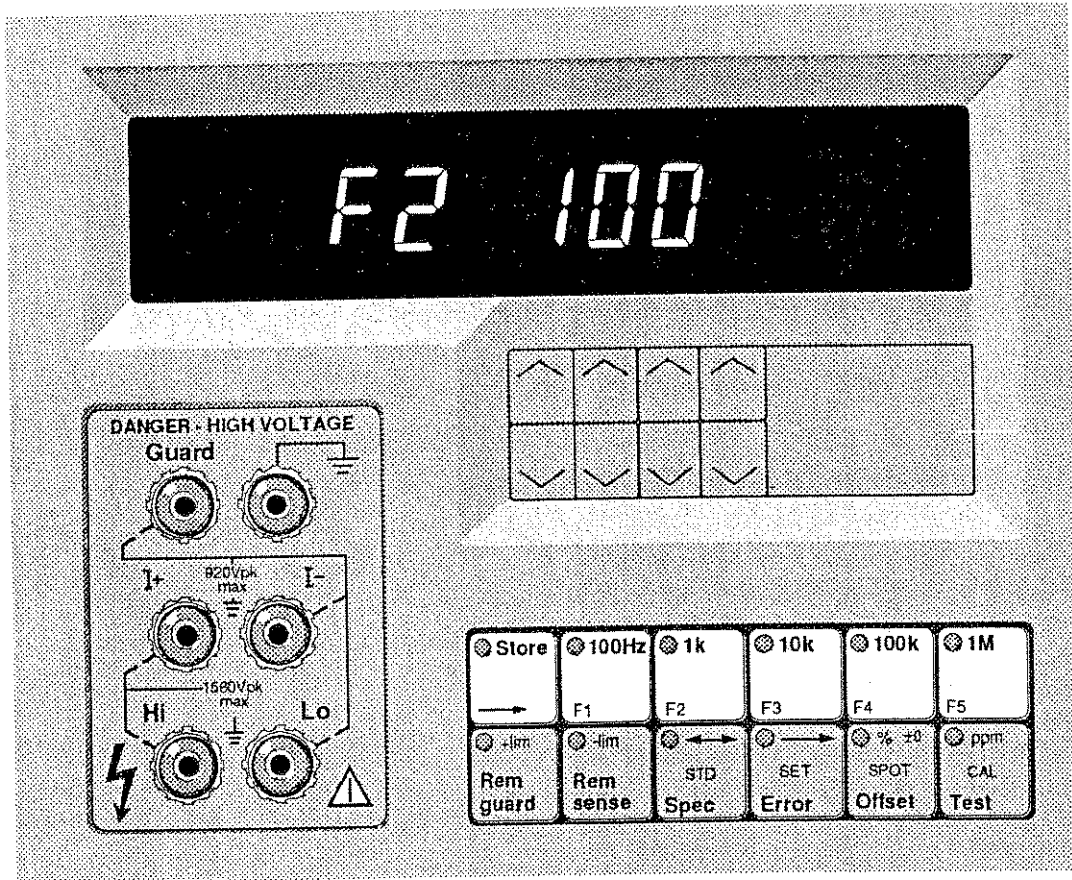 F2 100
DANGER - HIGH VOLTAGE
Guard
I+
920Vpk
max
I-
1560Vpk
max
Hi
Lo
Store
100Hz
1k
10k
100k
1M
F1
F2
F3
F4
F5
+lim
-lim
% ±0
ppm
STD
SET
SPOT
CAL
Rem
guard
Rem
sense
Spec
Error
Offset
Test